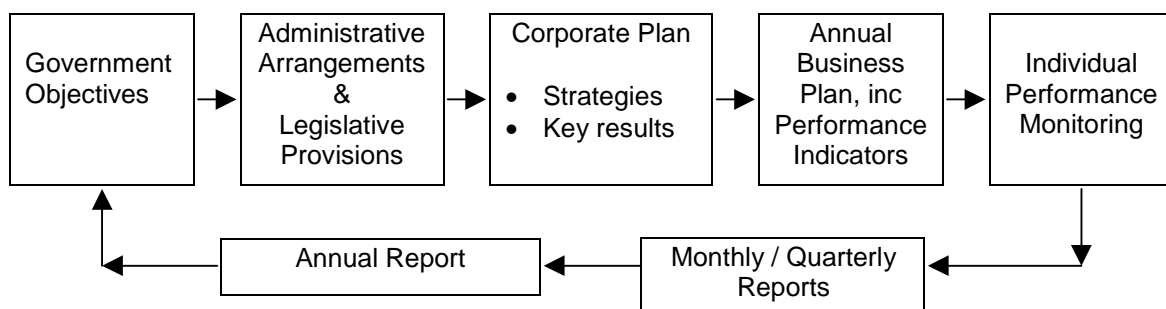 Government
Objectives
Administrative
Arrangements
&
Legislative
Provisions
Corporate Plan
• Strategies
• Key results
Annual
Business
Plan, inc
Performance
Indicators
Individual
Performance
Monitoring
Monthly / Quarterly
Reports
Annual Report